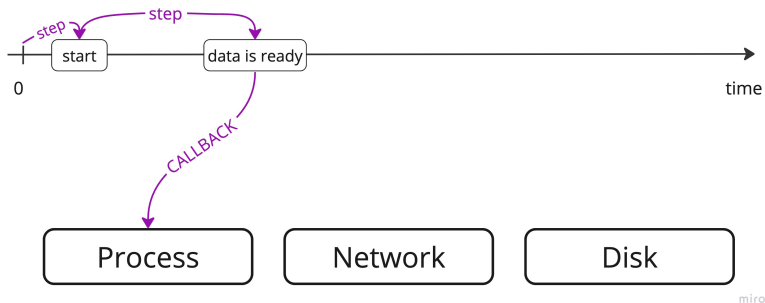 step
step
start
data is ready
0
time
CALLBACK
Process
Network
Disk
miro